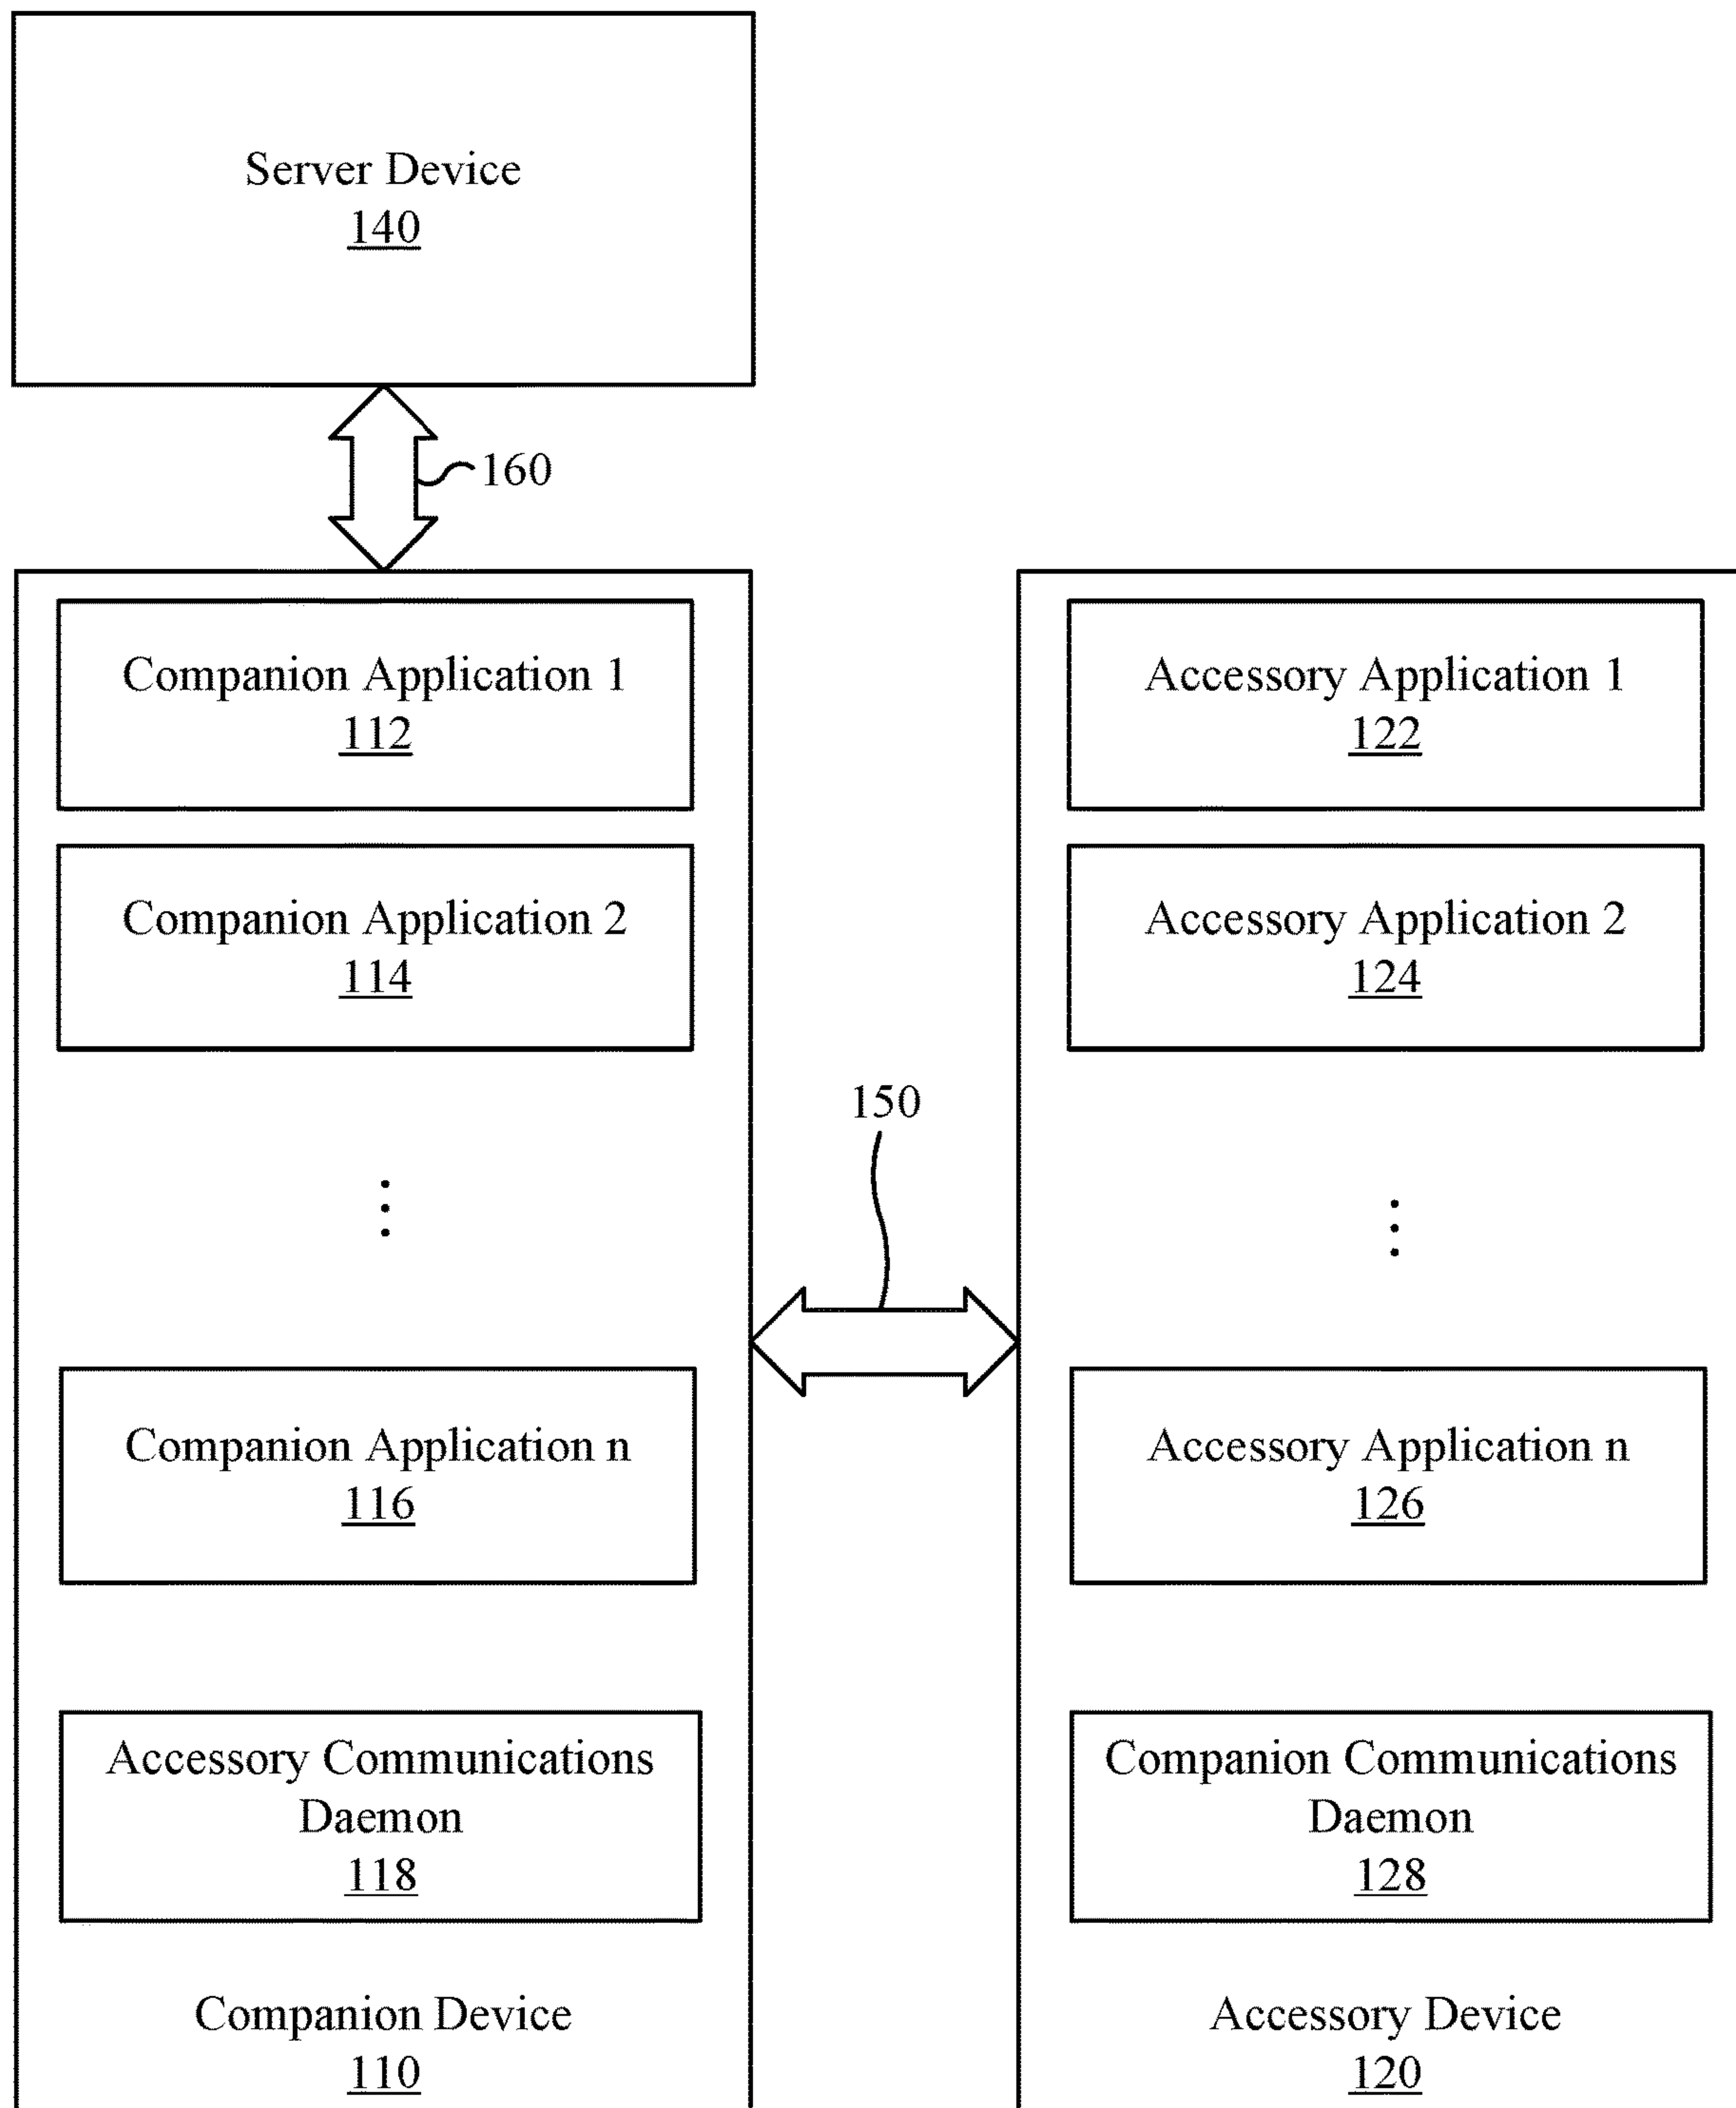 Server Device
140
160
Companion Application 1
112
Companion Application 2
114
Companion Application n
116
Accessory Communications
Daemon
118
Companion Device
110
150
Accessory Application 1
122
Accessory Application 2
124
Accessory Application n
126
Companion Communications
Daemon
128
Accessory Device
120